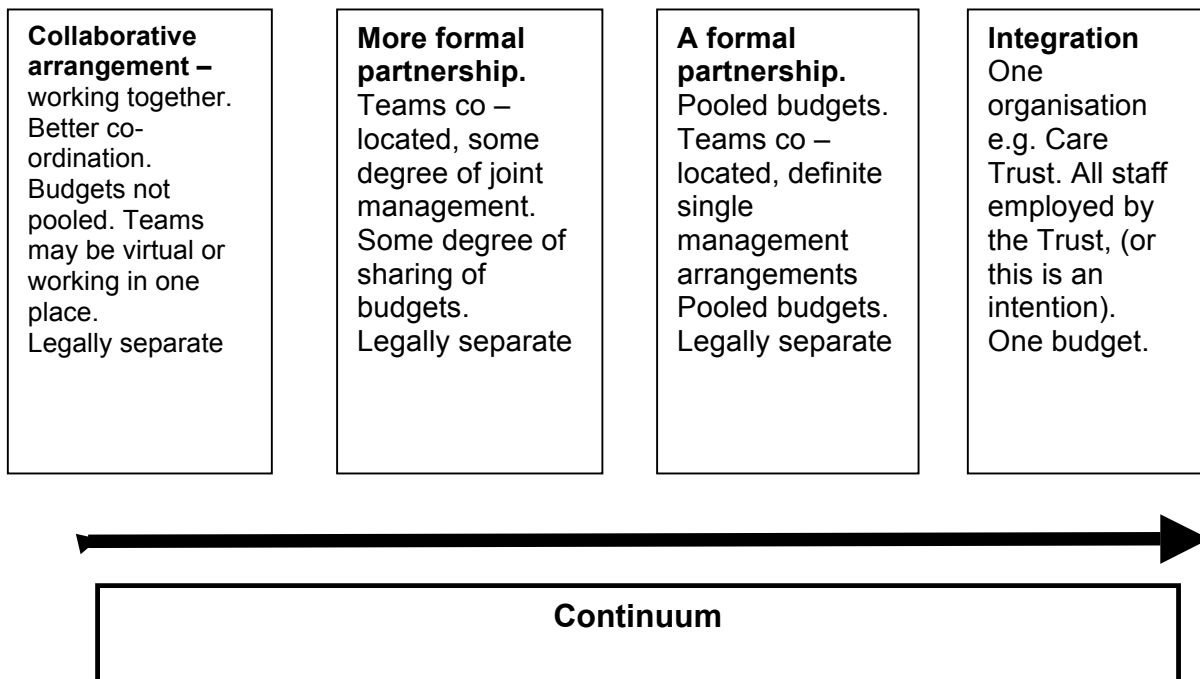 Collaborative
arrangement –
working together.
Better co-
ordination.
Budgets not
pooled. Teams
may be virtual or
working in one
place.
Legally separate
More formal
partnership.
Teams co –
located, some
degree of joint
management.
Some degree of
sharing of
budgets.
Legally separate
A formal
partnership.
Pooled budgets.
Teams co –
located, definite
single
management
arrangements
Pooled budgets.
Legally separate
Integration
One
organisation
e.g. Care
Trust. All staff
employed by
the Trust, (or
this is an
intention).
One budget.
Continuum